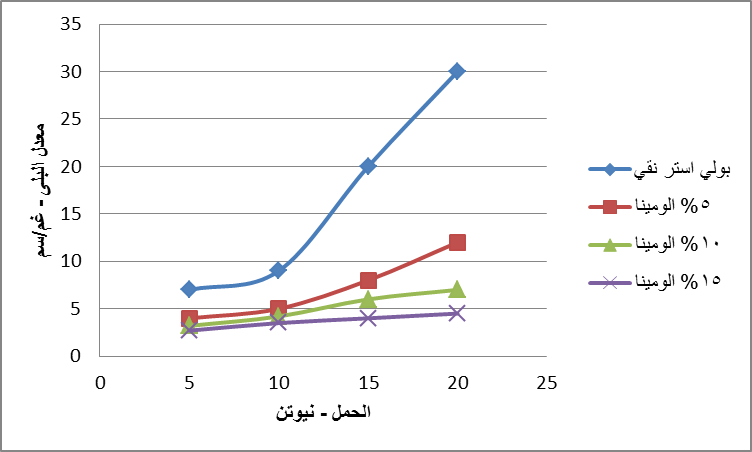 35
30
25
20
15
10
5
0
معدل البلى - غم/سم
0 5 10 15 20 25
الحمل - نيوتن
بولي استر نقي
٥% الومينا
١٠% الومينا
١٥% الومينا